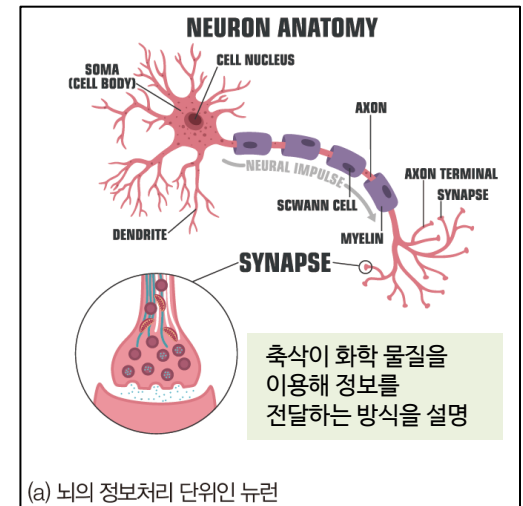 NEURON ANATOMY
CELL NUCLEUS
SOMA
(CELL BODY)
AXON
NEURAL IMPULSE
AXON TERMINAL
SYNAPSE
SCWANN CELL
DENDRITE
MYELIN
SYNAPSE
축삭이 화학 물질을
이용해 정보를
전달하는 방식을 설명
(a) 뇌의 정보처리 단위인 뉴런